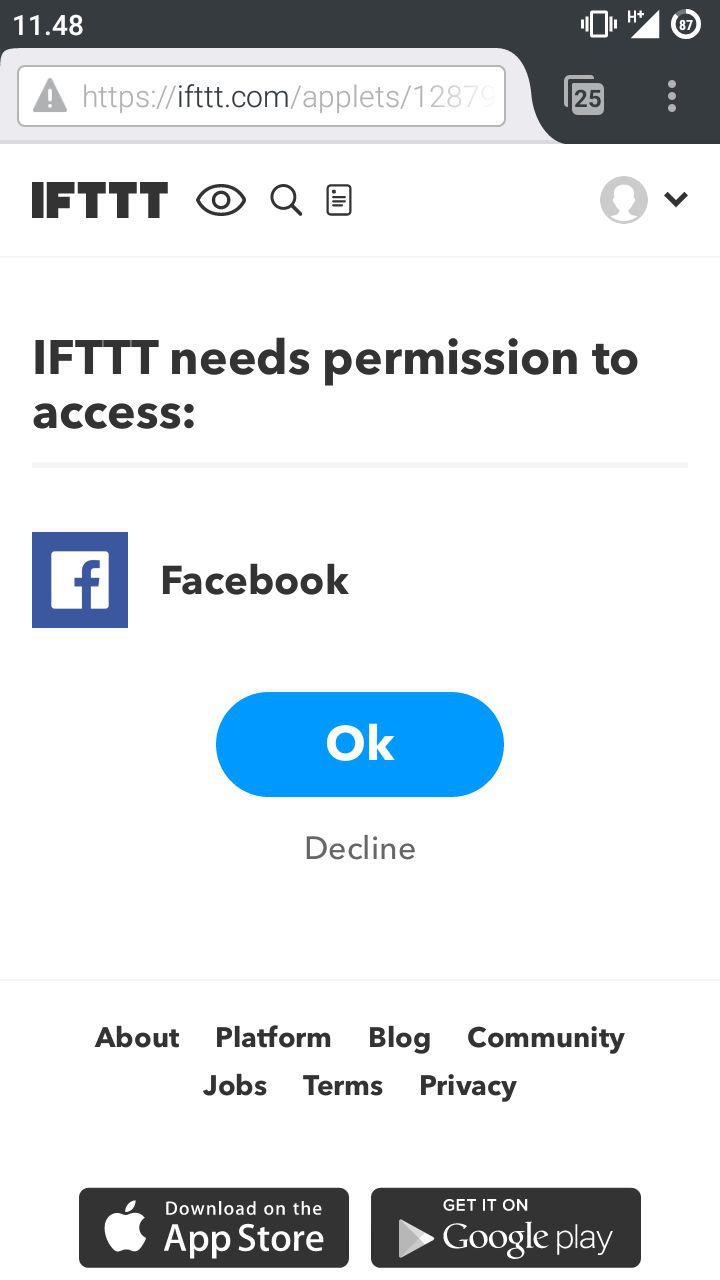 11.48
H+
87
https://ifttt.com/applets/12879
25
IFTTT
IFTTT needs permission to
access:
Facebook
Ok
Decline
About Platform Blog Community
Jobs Terms Privacy
Download on the
App Store
GET IT ON
Google play